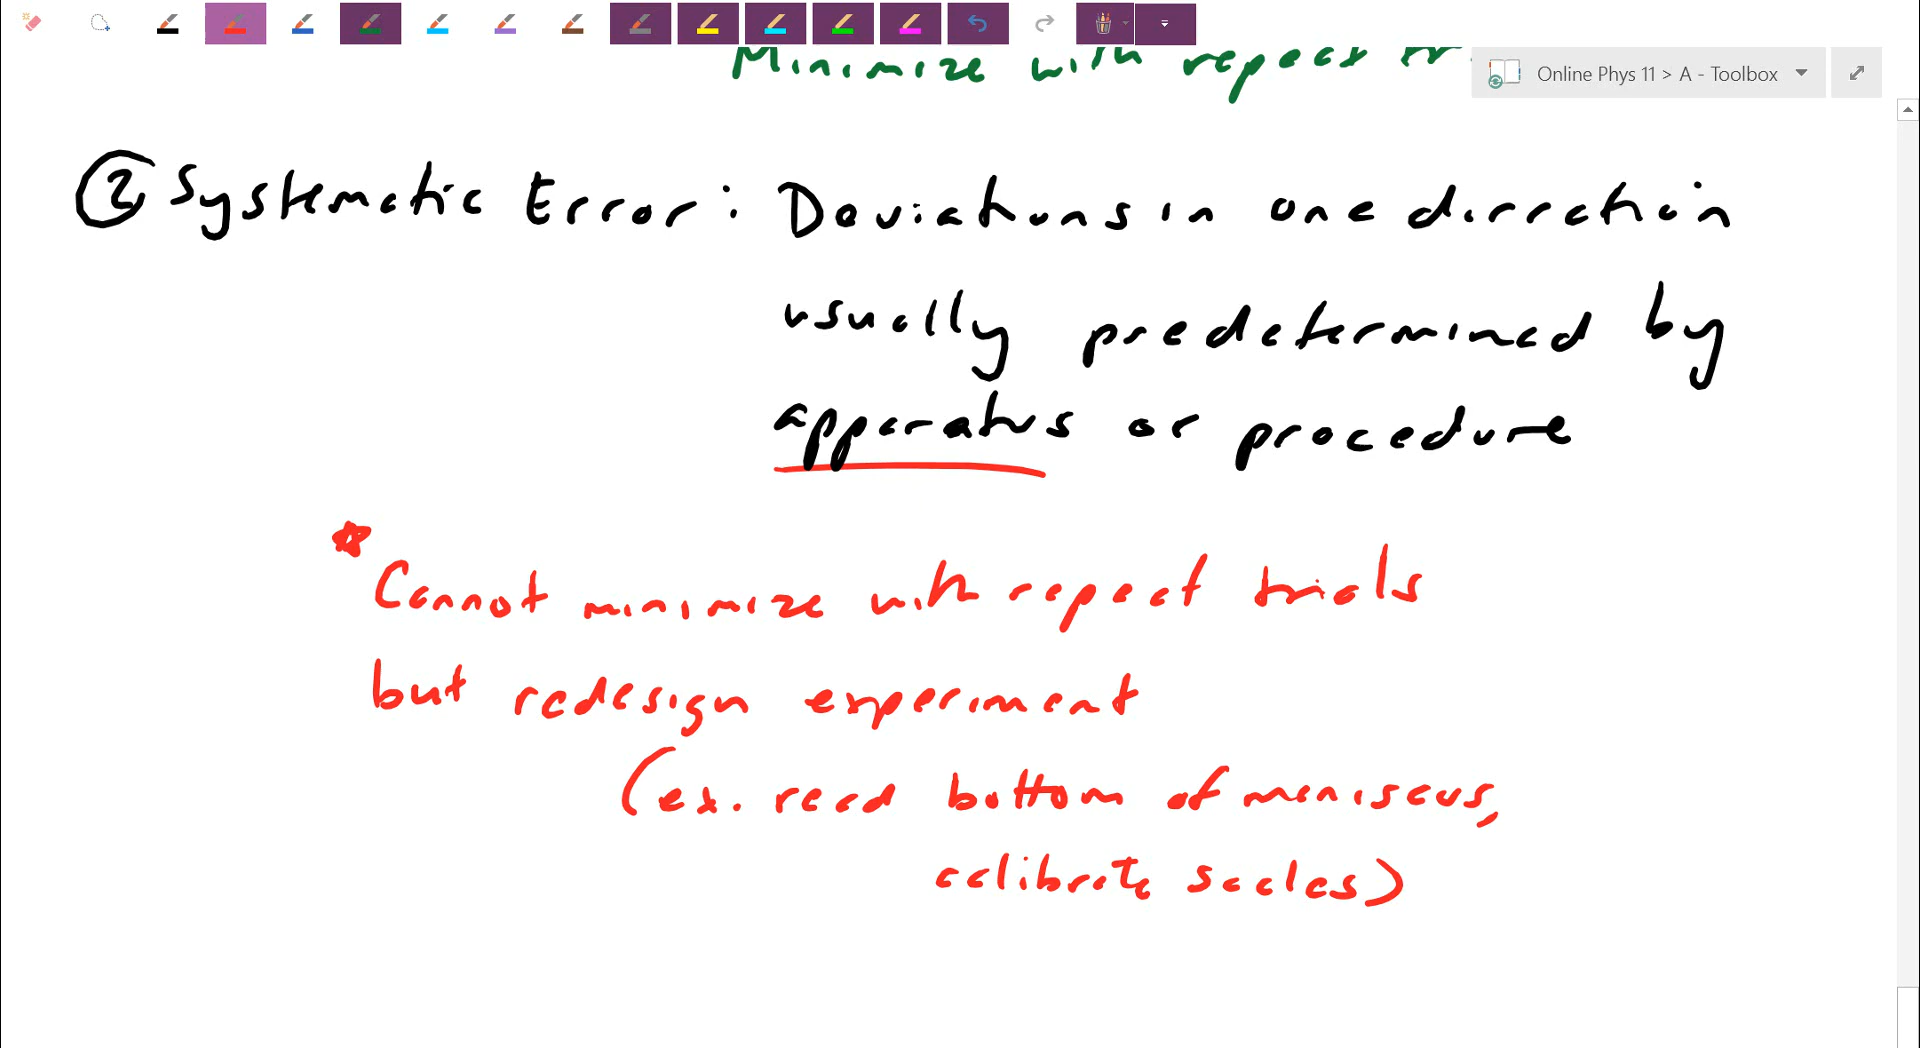 Minimize with repeat tr
Online Phys 11 > A - Toolbox
② Systematic Error: Deviations in one direction
usually predetermined by
apparatus or procedure
* Cannot minimize with repeat trials
but redesign experiment
(ex. read bottom of meniscus,
calibrate scales)